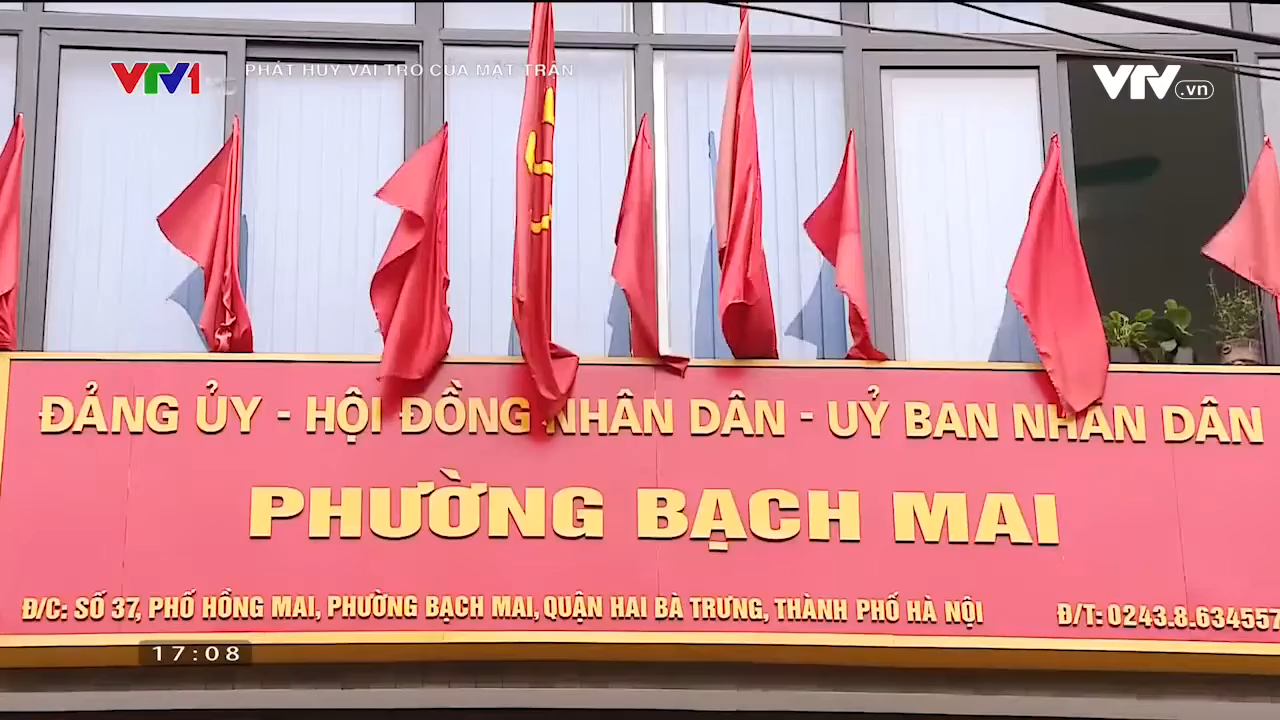 VTV1
PHÁT HUY VAI TRÒ CỦA MẶT TRẬN
VTV.vn
ĐẢNG ỦY - HỘI ĐỒNG NHÂN DÂN - UỶ BAN NHÂN DÂN
PHƯỜNG BẠCH MAI
Đ/C: SỐ 37, PHỐ HỒNG MAI, PHƯỜNG BẠCH MAI, QUẬN HAI BÀ TRƯNG, THÀNH PHỐ HÀ NỘI
Đ/T: 0243.8.634557
17:08